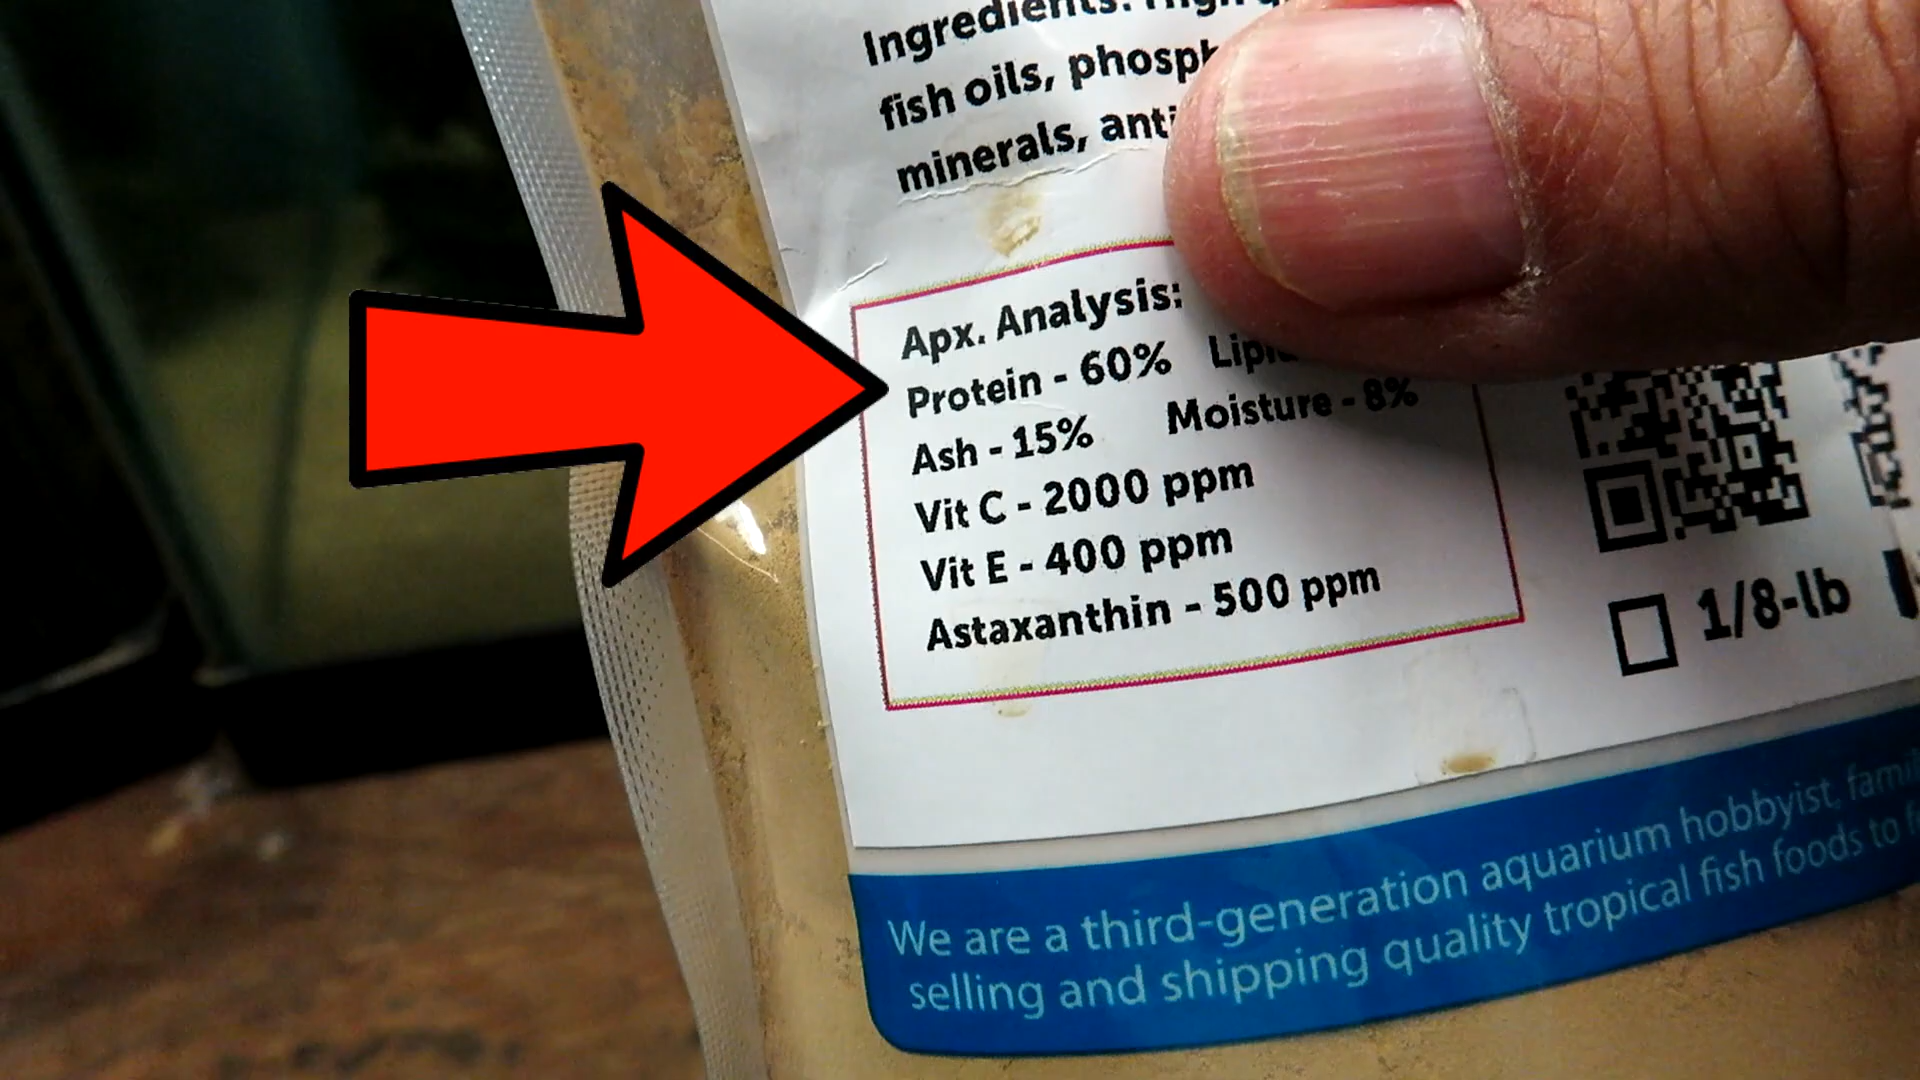 Ingredients:
fish oils,
minerals,
Apx. Analysis:
Protein - 60%
Ash - 15% Moisture - 8%
Vit C - 2000 ppm
Vit E - 400 ppm
Astaxanthin - 500 ppm
1/8-lb
We are a third-generation aquarium hobbyist,
selling and shipping quality tropical fish foods to